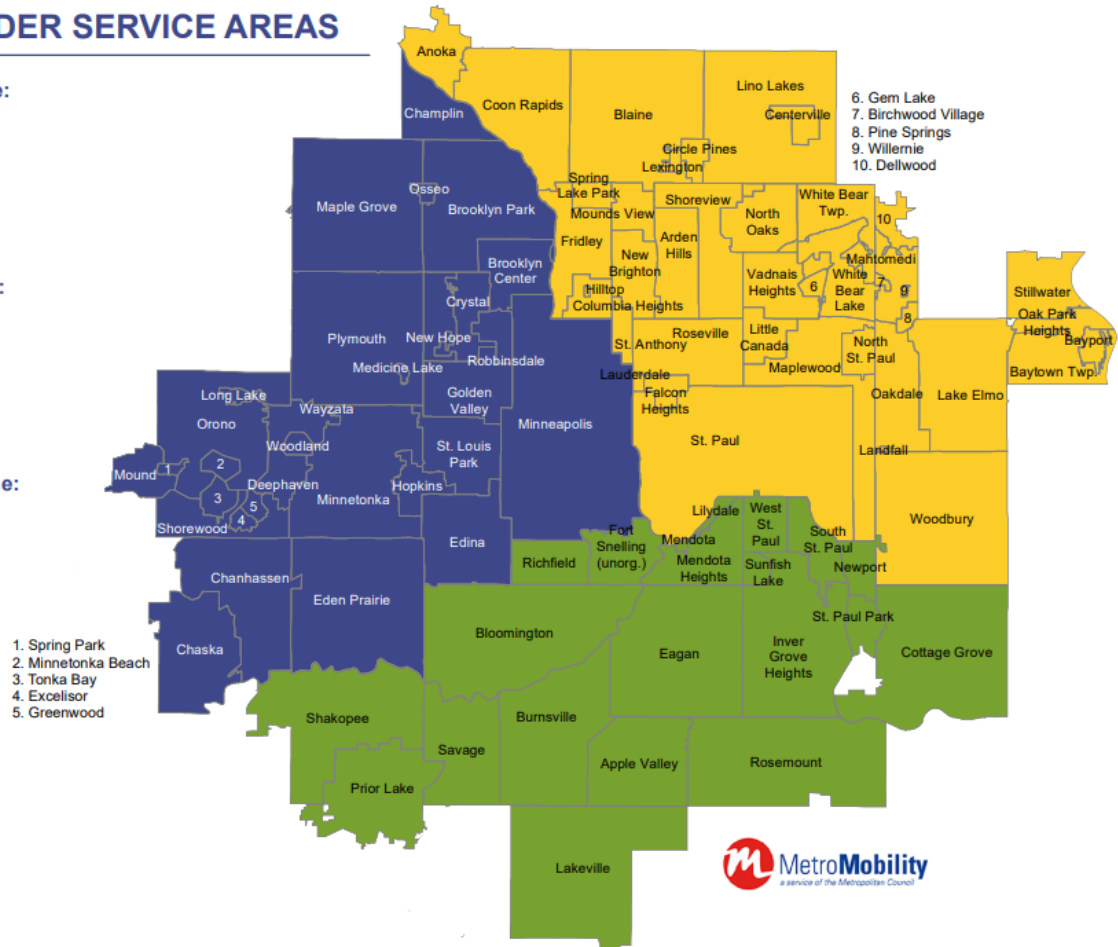 DER SERVICE AREAS
e:
:
e:
Anoka
Champlin
Coon Rapids
Blaine
Lino Lakes
Centerville
Circle Pines
Lexington
6. Gem Lake
7. Birchwood Village
8. Pine Springs
9. Willernie
10. Dellwood
Maple Grove
Osseo
Brooklyn Park
Brooklyn
Center
Spring
Lake Park
Mounds View
Shoreview
North
Oaks
White Bear
Twp.
10
Fridley
New
Brighton
Arden
Hills
Vadnais
Heights
6
White
Bear
Lake
Mahtomedi
7
9
8
Hilltop
Columbia Heights
Stillwater
Oak Park
Heights
Bayport
Baytown Twp.
Crystal
Plymouth
New Hope
Robbinsdale
Medicine Lake
Golden
Valley
St. Anthony
Roseville
Little
Canada
North
St. Paul
Maplewood
Lauderdale
Falcon
Heights
Oakdale
Lake Elmo
Long Lake
Orono
Wayzata
Woodland
Minneapolis
St. Louis
Park
St. Paul
Landfall
Mound
1
2
3
4
5
Deephaven
Minnetonka
Hopkins
Shorewood
Edina
Woodbury
Lilydale
West
St.
Paul
South
St. Paul
Fort
Snelling
(unorg.)
Mendota
Mendota
Heights
Sunfish
Lake
Newport
Richfield
Chanhassen
Eden Prairie
Chaska
1. Spring Park
2. Minnetonka Beach
3. Tonka Bay
4. Excelisor
5. Greenwood
Bloomington
Eagan
Inver
Grove
Heights
St. Paul Park
Cottage Grove
Shakopee
Savage
Burnsville
Prior Lake
Apple Valley
Rosemount
Lakeville
m MetroMobility
a service of the Metropolitan Council